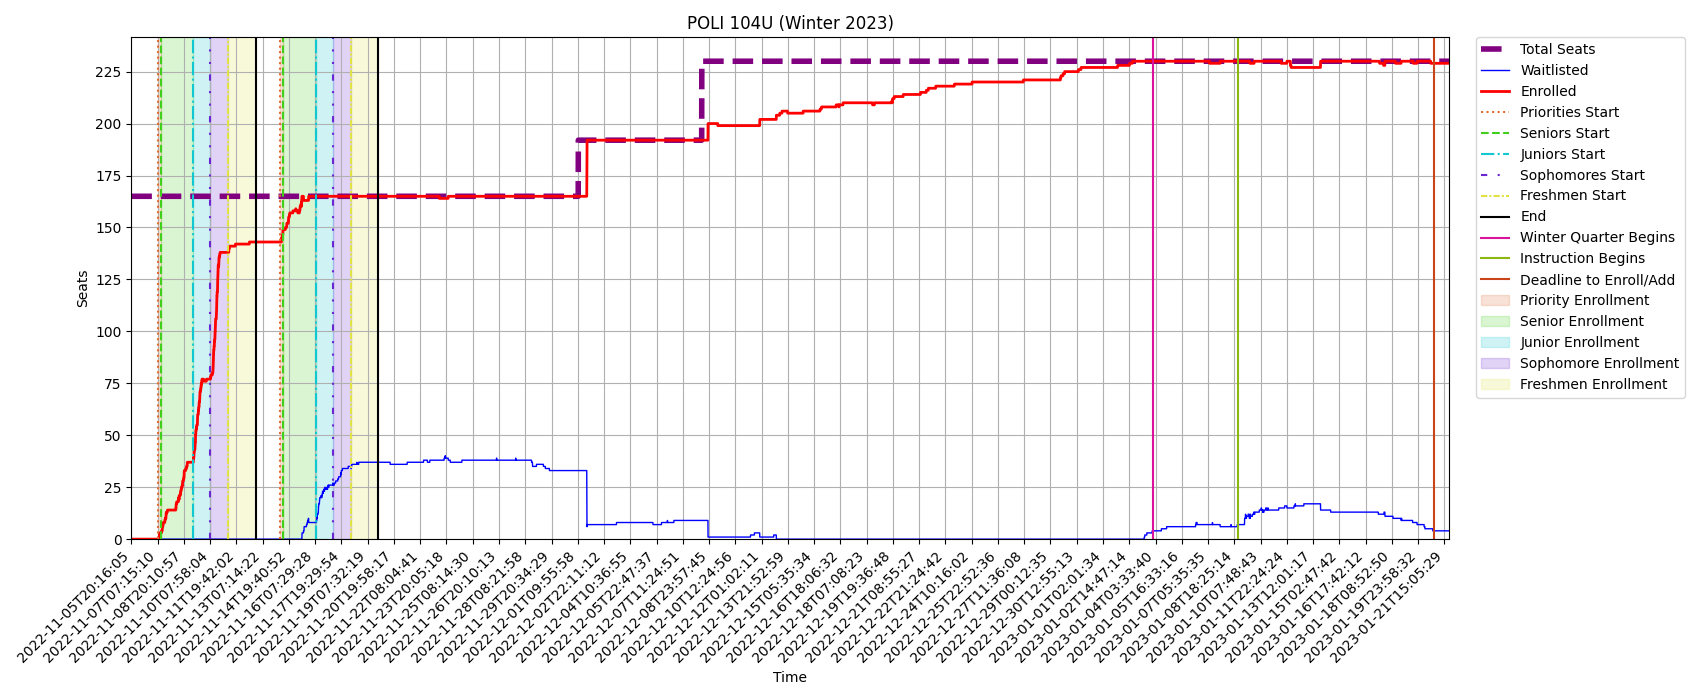 POLI 104U (Winter 2023)
Seats
225
200
175
150
125
100
75
50
25
0
2022-11-05T20:16:05
2022-11-07T07:15:10
2022-11-08T20:10:57
2022-11-10T07:58:04
2022-11-11T19:42:02
2022-11-13T07:14:22
2022-11-14T19:40:52
2022-11-16T07:29:28
2022-11-17T19:29:54
2022-11-19T07:32:19
2022-11-20T19:58:17
2022-11-22T08:04:41
2022-11-23T20:05:18
2022-11-25T08:14:30
2022-11-26T20:10:13
2022-11-28T08:21:58
2022-11-29T20:34:29
2022-12-01T09:55:58
2022-12-02T22:11:12
2022-12-04T10:36:55
2022-12-05T22:47:37
2022-12-07T11:24:51
2022-12-08T23:57:45
2022-12-10T12:24:56
2022-12-12T01:02:11
2022-12-13T13:52:59
2022-12-15T05:35:34
2022-12-16T18:06:32
2022-12-18T07:08:23
2022-12-19T19:36:48
2022-12-21T08:55:27
2022-12-22T21:24:42
2022-12-24T10:16:02
2022-12-25T22:52:36
2022-12-27T11:36:08
2022-12-29T00:12:35
2022-12-30T12:55:13
2023-01-01T02:01:34
2023-01-02T14:47:14
2023-01-04T03:33:40
2023-01-05T16:33:16
2023-01-07T05:35:35
2023-01-08T18:25:14
2023-01-10T07:48:43
2023-01-11T22:24:24
2023-01-13T12:01:17
2023-01-15T02:47:42
2023-01-16T17:42:12
2023-01-18T08:52:50
2023-01-19T23:58:32
2023-01-21T15:05:29
Time
Total Seats
Waitlisted
Enrolled
Priorities Start
Seniors Start
Juniors Start
Sophomores Start
Freshmen Start
End
Winter Quarter Begins
Instruction Begins
Deadline to Enroll/Add
Priority Enrollment
Senior Enrollment
Junior Enrollment
Sophomore Enrollment
Freshmen Enrollment